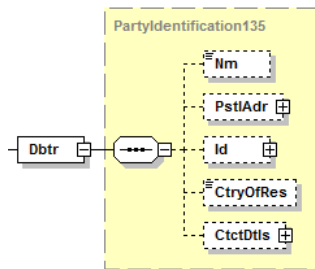 PartyIdentification135
Nm
PstlAdr
Dbtr
Id
CtryOfRes
CtctDtls